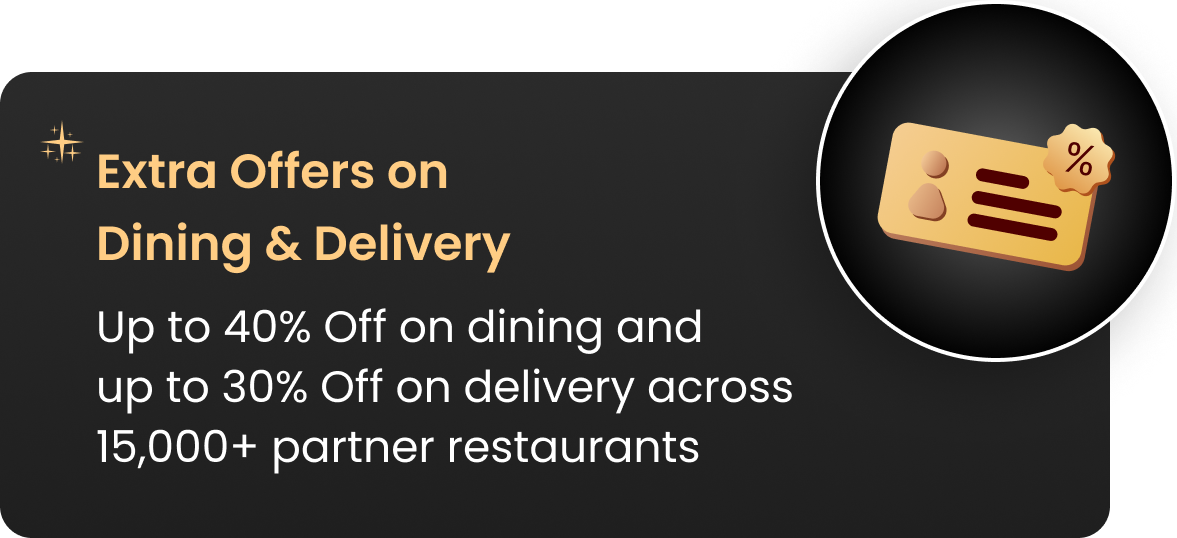 Extra Offers on
Dining & Delivery
Up to 40% Off on dining and
up to 30% Off on delivery across
15,000+ partner restaurants
%